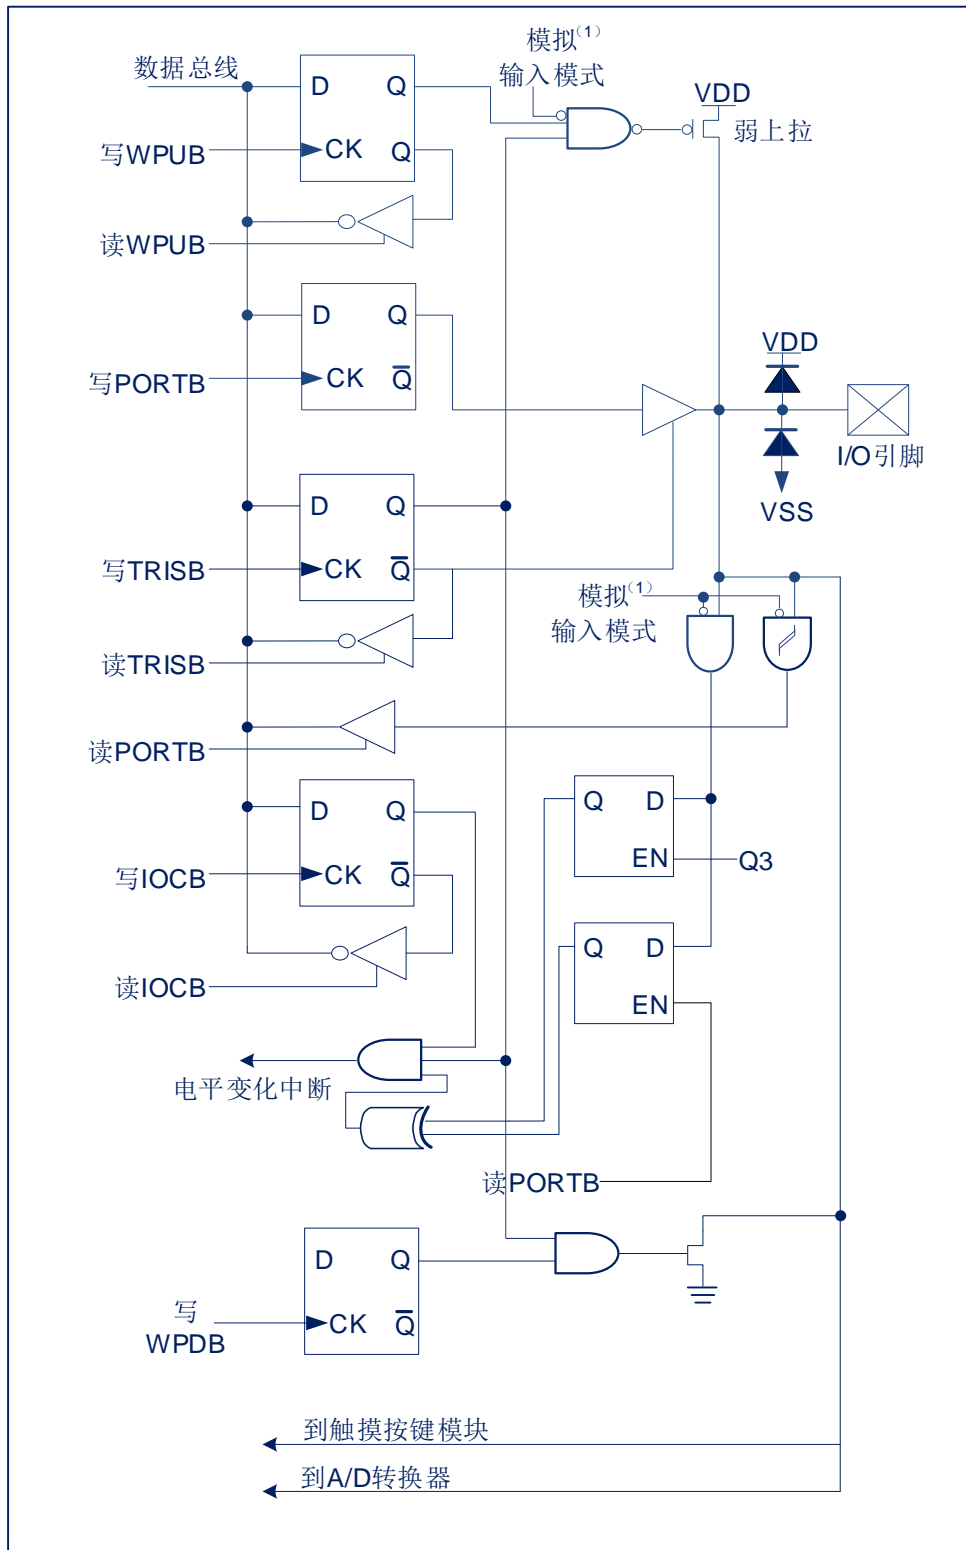 模拟(1)
输入模式
数据总线
D Q
VDD
弱上拉
写WPUB
CK Q
读WPUB
D Q
VDD
写PORTB
CK Q̅
I/O引脚
D Q
VSS
写TRISB
CK Q̅
模拟(1)
输入模式
读TRISB
读PORTB
D Q
Q D
写IOCB
CK Q̅
EN
Q3
Q D
读IOCB
EN
电平变化中断
读PORTB
D Q
写
WPDB
CK Q̅
到触摸按键模块
到A/D转换器